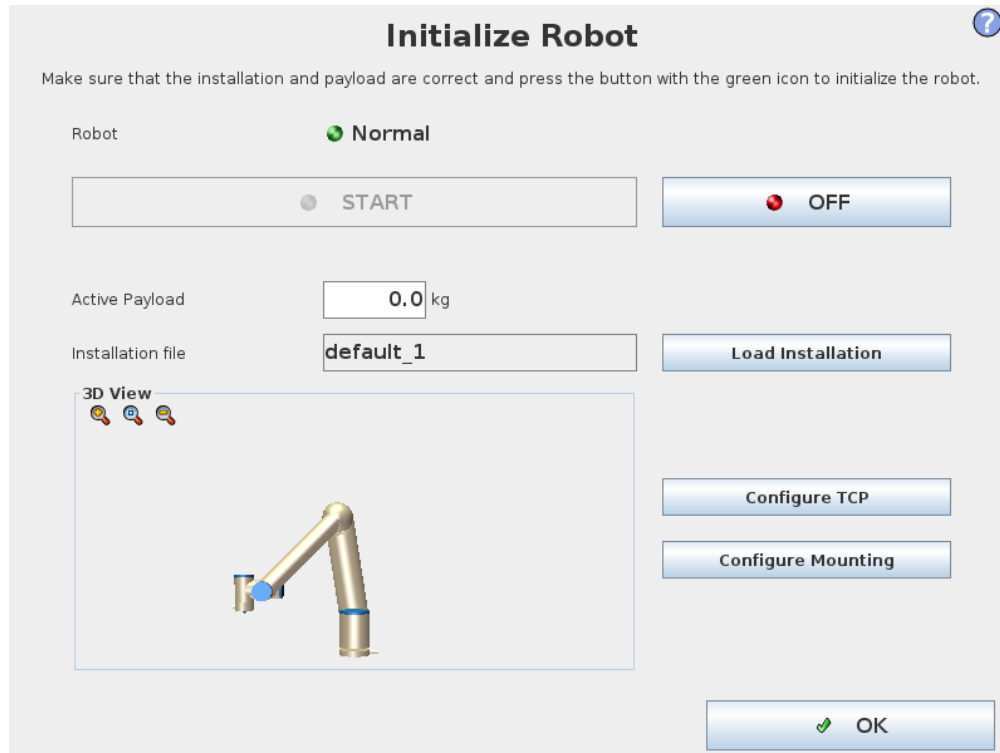 Initialize Robot
?
Make sure that the installation and payload are correct and press the button with the green icon to initialize the robot.
Robot
Normal
START
OFF
Active Payload
0.0 kg
Installation file
default_1
Load Installation
3D View
Configure TCP
Configure Mounting
OK